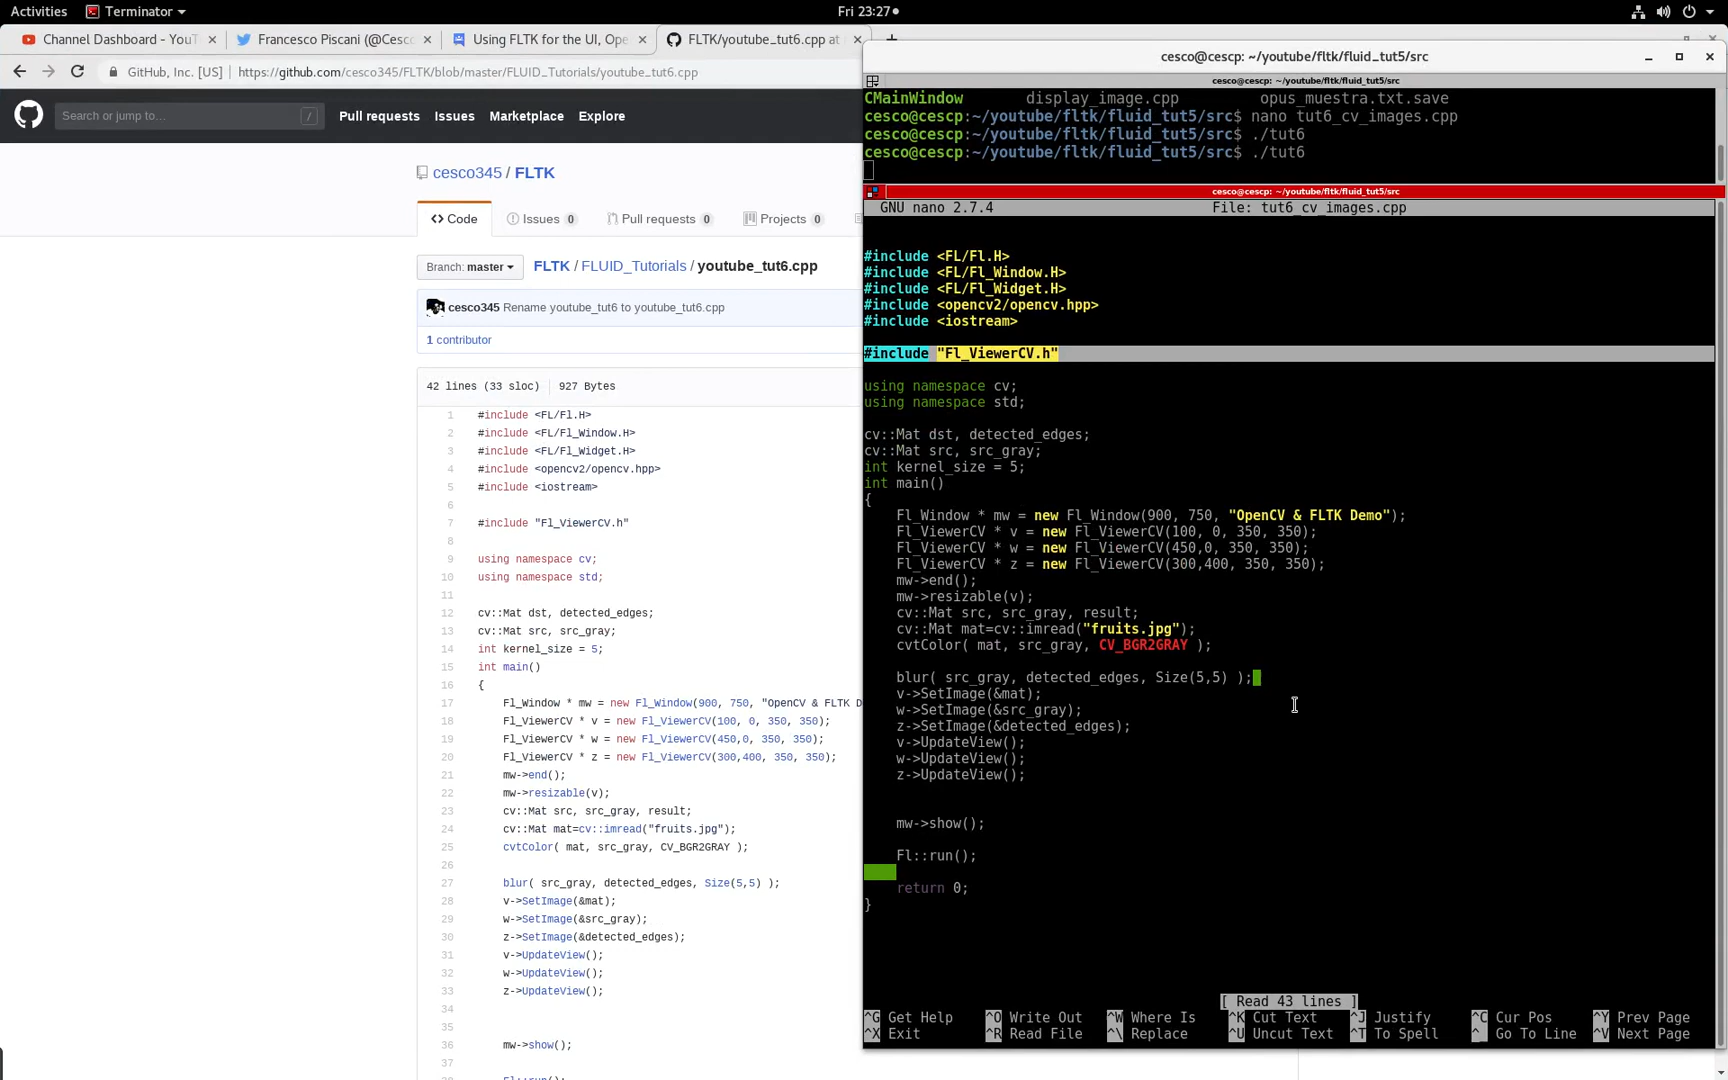 Activities Terminator Fri 23:27
Channel Dashboard - YouT
Francesco Piscani (@Cesco
Using FLTK for the UI, Open
FLTK/youtube_tut6.cpp at
GitHub, Inc. [US] https://github.com/cesco345/FLTK/blob/master/FLUID_Tutorials/youtube_tut6.cpp
Search or jump to... / Pull requests Issues Marketplace Explore
cesco345 / FLTK
<> Code Issues 0 Pull requests 0 Projects 0
Branch: master FLTK / FLUID_Tutorials / youtube_tut6.cpp
cesco345 Rename youtube_tut6 to youtube_tut6.cpp
1 contributor
42 lines (33 sloc) 927 Bytes
1 #include <FL/Fl.H>
2 #include <FL/Fl_Window.H>
3 #include <FL/Fl_Widget.H>
4 #include <opencv2/opencv.hpp>
5 #include <iostream>
6
7 #include "Fl_ViewerCV.h"
8
9 using namespace cv;
10 using namespace std;
11
12 cv::Mat dst, detected_edges;
13 cv::Mat src, src_gray;
14 int kernel_size = 5;
15 int main()
16 {
17 Fl_Window * mw = new Fl_Window(900, 750, "OpenCV & FLTK D
18 Fl_ViewerCV * v = new Fl_ViewerCV(100, 0, 350, 350);
19 Fl_ViewerCV * w = new Fl_ViewerCV(450,0, 350, 350);
20 Fl_ViewerCV * z = new Fl_ViewerCV(300,400, 350, 350);
21 mw->end();
22 mw->resizable(v);
23 cv::Mat src, src_gray, result;
24 cv::Mat mat=cv::imread("fruits.jpg");
25 cvtColor( mat, src_gray, CV_BGR2GRAY );
26
27 blur( src_gray, detected_edges, Size(5,5) );
28 v->SetImage(&mat);
29 w->SetImage(&src_gray);
30 z->SetImage(&detected_edges);
31 v->UpdateView();
32 w->UpdateView();
33 z->UpdateView();
34
35
36 mw->show();
37
cesco@cescp: ~/youtube/fltk/fluid_tut5/src
cesco@cescp: ~/youtube/fltk/fluid_tut5/src
CMainWindow display_image.cpp opus_muestra.txt.save
cesco@cescp:~/youtube/fltk/fluid_tut5/src$ nano tut6_cv_images.cpp
cesco@cescp:~/youtube/fltk/fluid_tut5/src$ ./tut6
cesco@cescp:~/youtube/fltk/fluid_tut5/src$ ./tut6
cesco@cescp: ~/youtube/fltk/fluid_tut5/src
GNU nano 2.7.4 File: tut6_cv_images.cpp
#include <FL/Fl.H>
#include <FL/Fl_Window.H>
#include <FL/Fl_Widget.H>
#include <opencv2/opencv.hpp>
#include <iostream>
#include "Fl_ViewerCV.h"
using namespace cv;
using namespace std;
cv::Mat dst, detected_edges;
cv::Mat src, src_gray;
int kernel_size = 5;
int main()
{
Fl_Window * mw = new Fl_Window(900, 750, "OpenCV & FLTK Demo");
Fl_ViewerCV * v = new Fl_ViewerCV(100, 0, 350, 350);
Fl_ViewerCV * w = new Fl_ViewerCV(450,0, 350, 350);
Fl_ViewerCV * z = new Fl_ViewerCV(300,400, 350, 350);
mw->end();
mw->resizable(v);
cv::Mat src, src_gray, result;
cv::Mat mat=cv::imread("fruits.jpg");
cvtColor( mat, src_gray, CV_BGR2GRAY );
blur( src_gray, detected_edges, Size(5,5) );
v->SetImage(&mat);
w->SetImage(&src_gray);
z->SetImage(&detected_edges);
v->UpdateView();
w->UpdateView();
z->UpdateView();
mw->show();
Fl::run();
return 0;
}
[ Read 43 lines ]
^G Get Help ^O Write Out ^W Where Is ^K Cut Text ^J Justify ^C Cur Pos ^Y Prev Page
^X Exit ^R Read File ^\ Replace ^U Uncut Text ^T To Spell ^_ Go To Line ^V Next Page